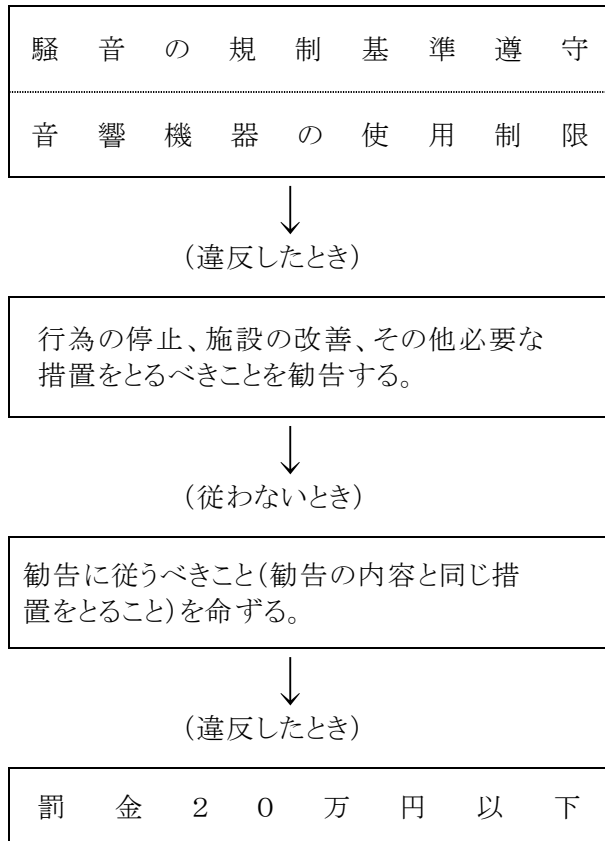 騒音の規制基準遵守
音響機器の使用制限
(違反したとき)
行為の停止、施設の改善、その他必要な
措置をとるべきことを勧告する。
(従わないとき)
勧告に従うべきこと(勧告の内容と同じ措
置をとること)を命ずる。
(違反したとき)
罰金20万円以下